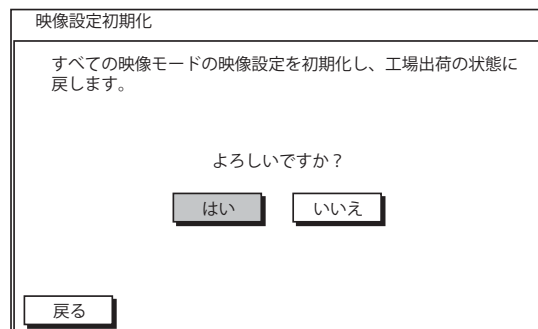 映像設定初期化
すべての映像モードの映像設定を初期化し、工場出荷の状態に
戻します。
よろしいですか？
はい
いいえ
戻る